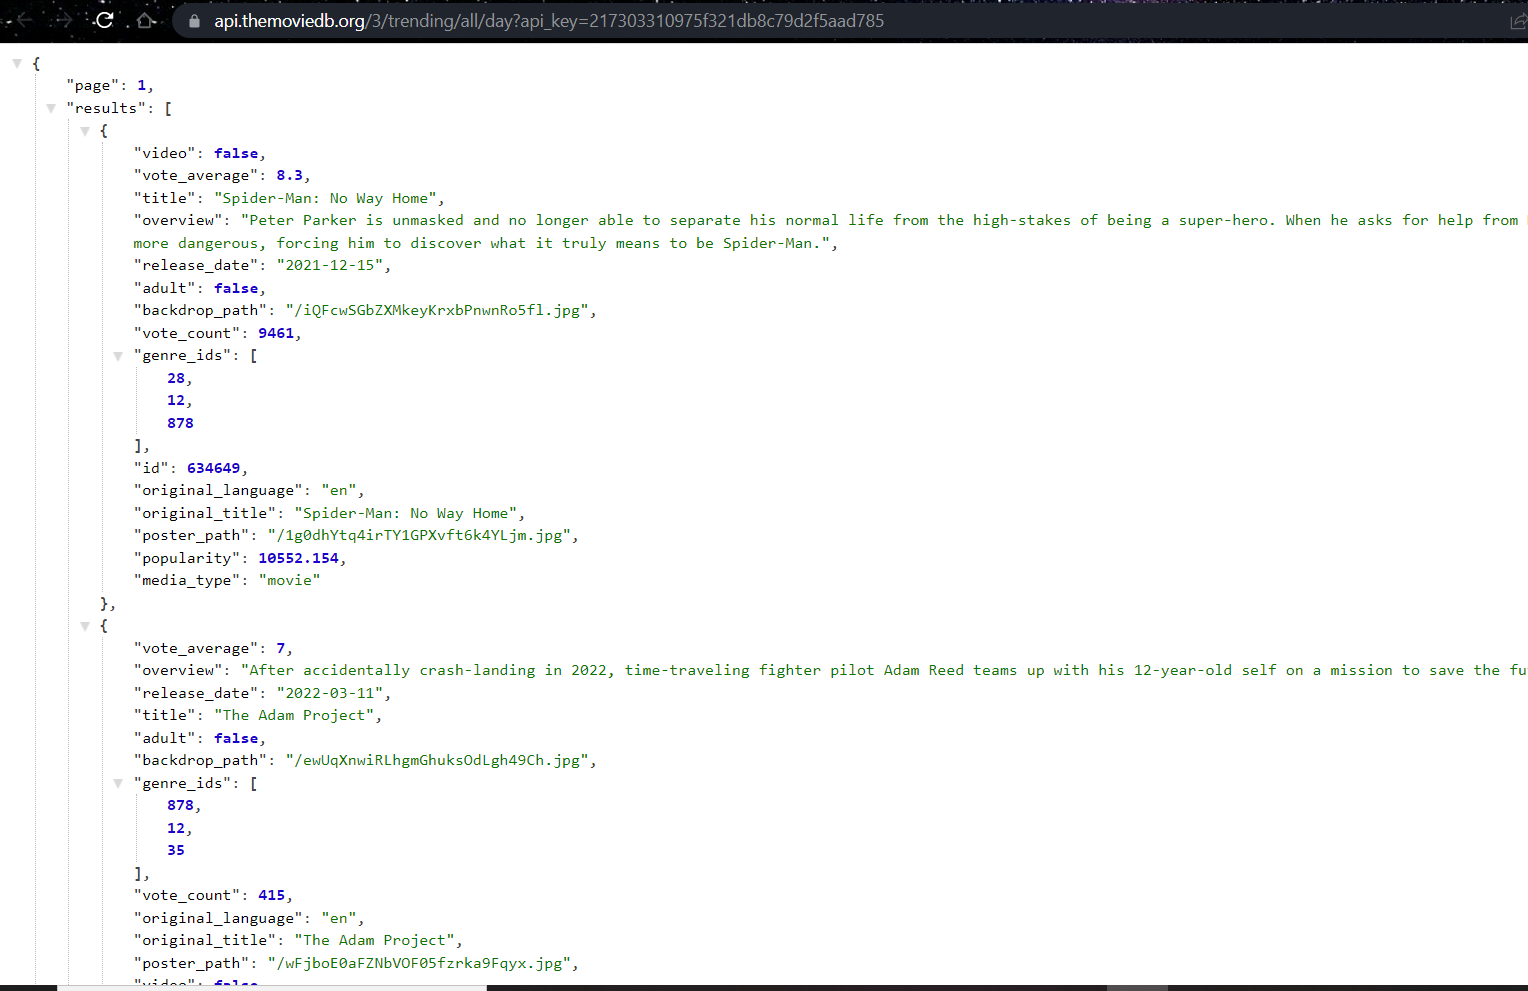 api.themoviedb.org/3/trending/all/day?api_key=217303310975f321db8c79d2f5aad785
{
"page": 1,
"results": [
{
"video": false,
"vote_average": 8.3,
"title": "Spider-Man: No Way Home",
"overview": "Peter Parker is unmasked and no longer able to separate his normal life from the high-stakes of being a super-hero. When he asks for help from
more dangerous, forcing him to discover what it truly means to be Spider-Man.",
"release_date": "2021-12-15",
"adult": false,
"backdrop_path": "/iQFcwSGbZXMkeyKrxbPnwnRo5fl.jpg",
"vote_count": 9461,
"genre_ids": [
28,
12,
878
],
"id": 634649,
"original_language": "en",
"original_title": "Spider-Man: No Way Home",
"poster_path": "/1g0dhYtq4irTY1GPXvft6k4YLjm.jpg",
"popularity": 10552.154,
"media_type": "movie"
},
{
"vote_average": 7,
"overview": "After accidentally crash-landing in 2022, time-traveling fighter pilot Adam Reed teams up with his 12-year-old self on a mission to save the fu
"release_date": "2022-03-11",
"title": "The Adam Project",
"adult": false,
"backdrop_path": "/ewUqXnwiRLhgmGhuksOdLgh49Ch.jpg",
"genre_ids": [
878,
12,
35
],
"vote_count": 415,
"original_language": "en",
"original_title": "The Adam Project",
"poster_path": "/wFjboE0aFZNbVOF05fzrka9Fqyx.jpg",
"video": false